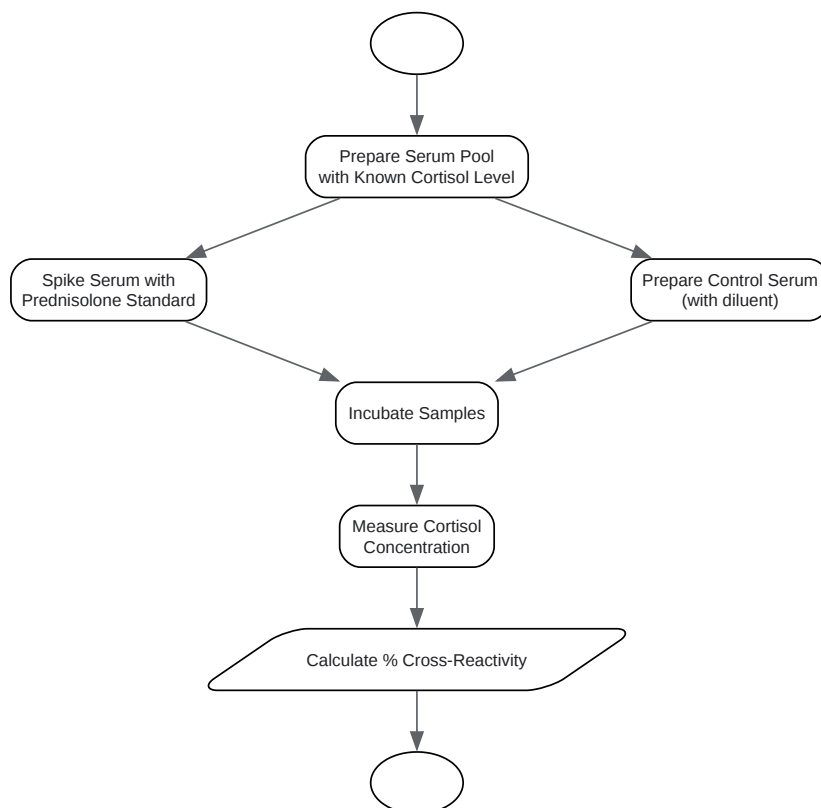 Prepare Serum Pool
with Known Cortisol Level
Spike Serum with
Prednisolone Standard
Prepare Control Serum
(with diluent)
Incubate Samples
Measure Cortisol
Concentration
Calculate % Cross-Reactivity